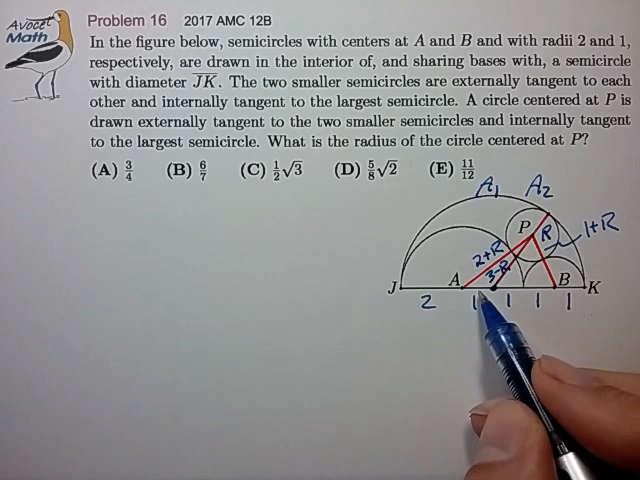 Avocet
Math
Problem 16 2017 AMC 12B
In the figure below, semicircles with centers at A and B and with radii 2 and 1,
respectively, are drawn in the interior of, and sharing bases with, a semicircle
with diameter JK. The two smaller semicircles are externally tangent to each
other and internally tangent to the largest semicircle. A circle centered at P is
drawn externally tangent to the two smaller semicircles and internally tangent
to the largest semicircle. What is the radius of the circle centered at P?
(A) 3/4 (B) 6/7 (C) 1/2√3 (D) 5/8√2 (E) 11/12
A₁ A₂
P R 1+R
2+R
3-R
J A B K
2 1 1 1 1